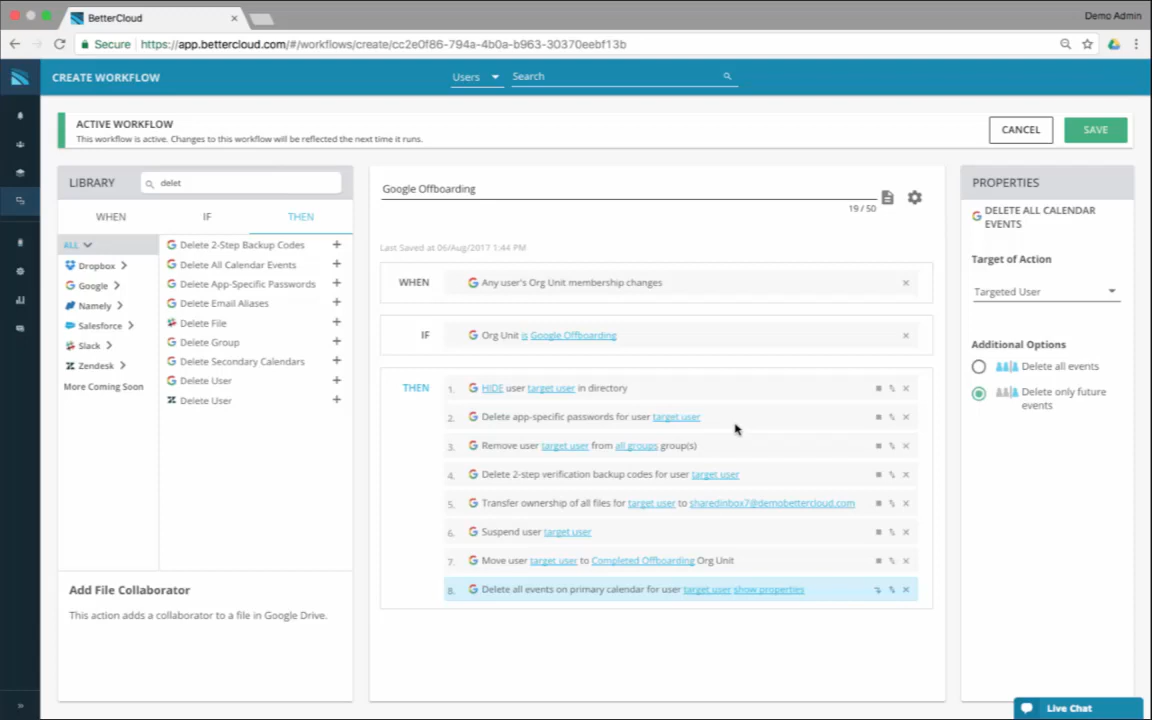 BetterCloud
Demo Admin
Secure
https://app.bettercloud.com/#/workflows/create/cc2e0f86-794a-4b0a-b963-30370eebf13b
CREATE WORKFLOW
Users
Search
ACTIVE WORKFLOW
This workflow is active. Changes to this workflow will be reflected the next time it runs.
CANCEL
SAVE
LIBRARY
delet
WHEN
IF
THEN
ALL
Dropbox
Google
Namely
Salesforce
Slack
Zendesk
More Coming Soon
Delete 2-Step Backup Codes
Delete All Calendar Events
Delete App-Specific Passwords
Delete Email Aliases
Delete File
Delete Group
Delete Secondary Calendars
Delete User
Delete User
Add File Collaborator
This action adds a collaborator to a file in Google Drive.
Google Offboarding
19 / 50
Last Saved at 06/Aug/2017 1:44 PM
WHEN
Any user's Org Unit membership changes
IF
Org Unit is Google Offboarding
THEN
1. HIDE user target user in directory
2. Delete app-specific passwords for user target user
3. Remove user target user from all groups group(s)
4. Delete 2-step verification backup codes for user target user
5. Transfer ownership of all files for target user to sharedinbox7@demobettercloud.com
6. Suspend user target user
7. Move user target user to Completed Offboarding Org Unit
8. Delete all events on primary calendar for user target user show properties
PROPERTIES
DELETE ALL CALENDAR
EVENTS
Target of Action
Targeted User
Additional Options
Delete all events
Delete only future
events
Live Chat